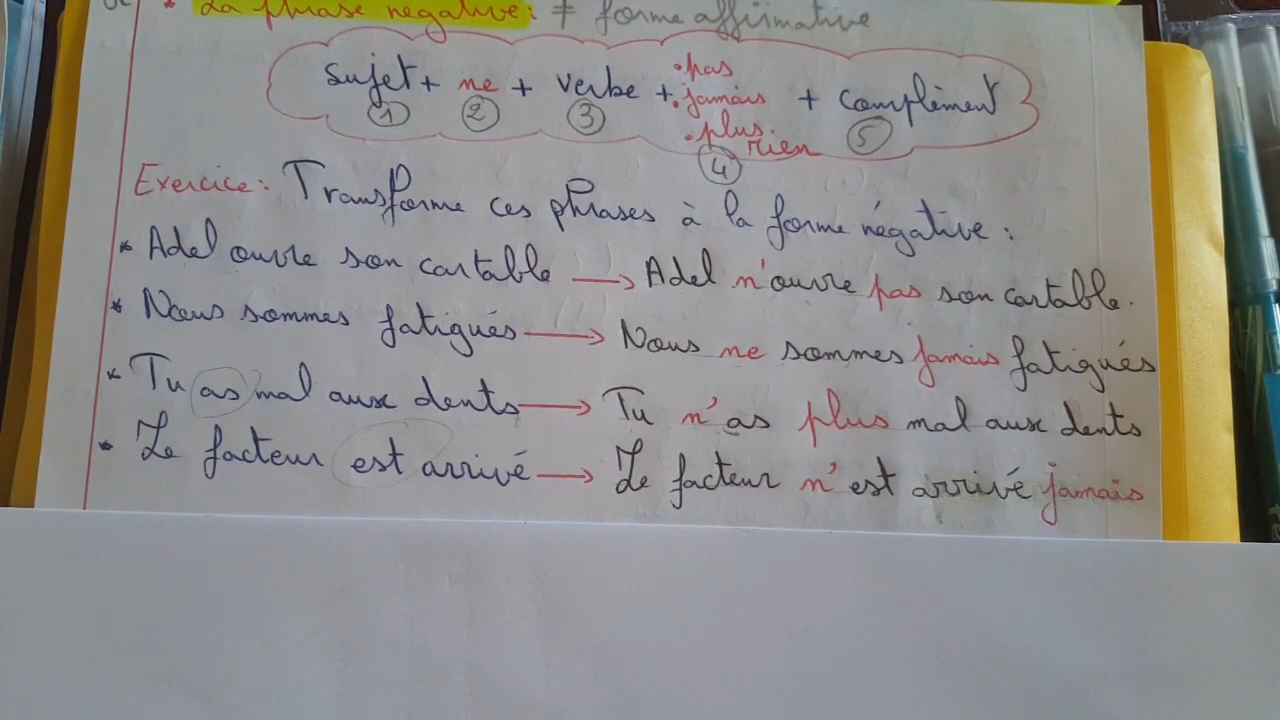 * La phrase négative: ≠ forme affirmative
Sujet + ne + verbe + • pas • jamais • plus. rien + complèment
① ② ③ ④ ⑤
Exercice: Transforme ces phrases à la forme négative :
* Adel ouvre son cartable → Adel n'ouvre pas son cartable.
* Nous sommes fatigués → Nous ne sommes jamais fatigués
* Tu as mal aux dents → Tu n'as plus mal aux dents
* Le facteur est arrivé → Le facteur n'est arrivé jamais